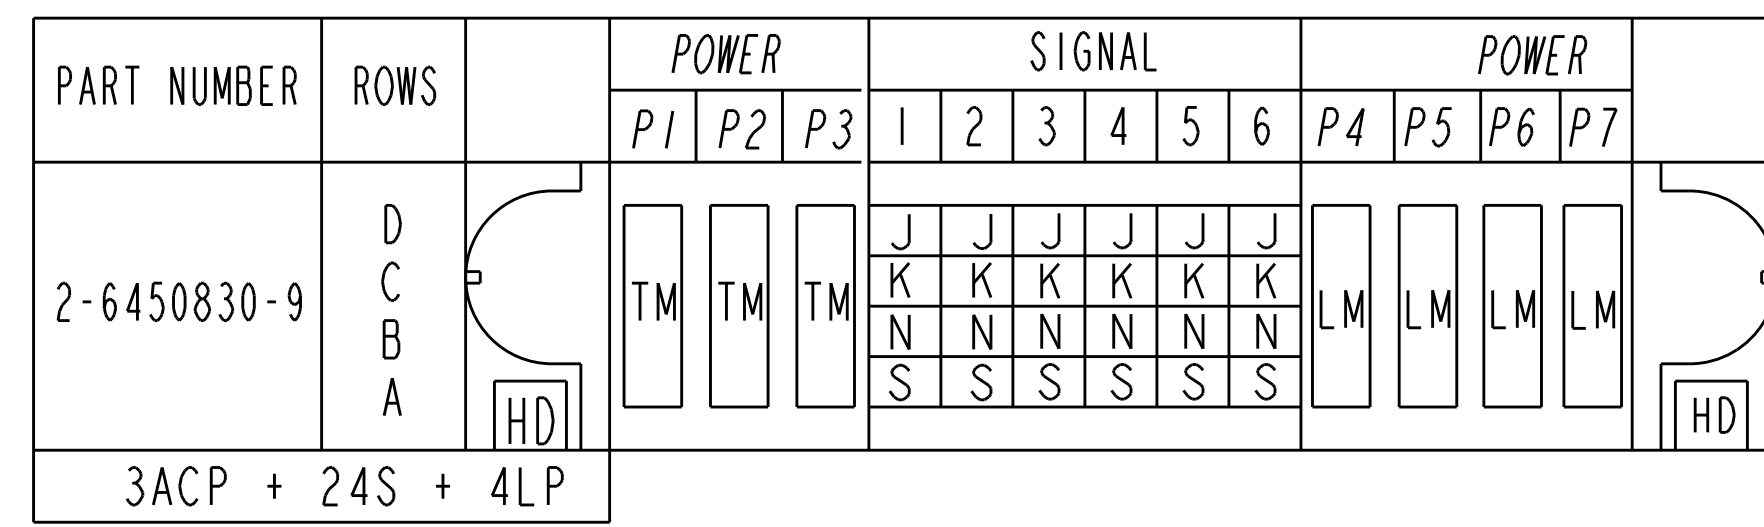 POWER SIGNAL POWER
PART NUMBER ROWS
P1 P2 P3 1 2 3 4 5 6 P4 P5 P6 P7
D J J J J J J
C K K K K K K
2-6450830-9 TM TM TM LM LM LM LM
B N N N N N N
A S S S S S S
HD HD
3ACP + 24S + 4LP